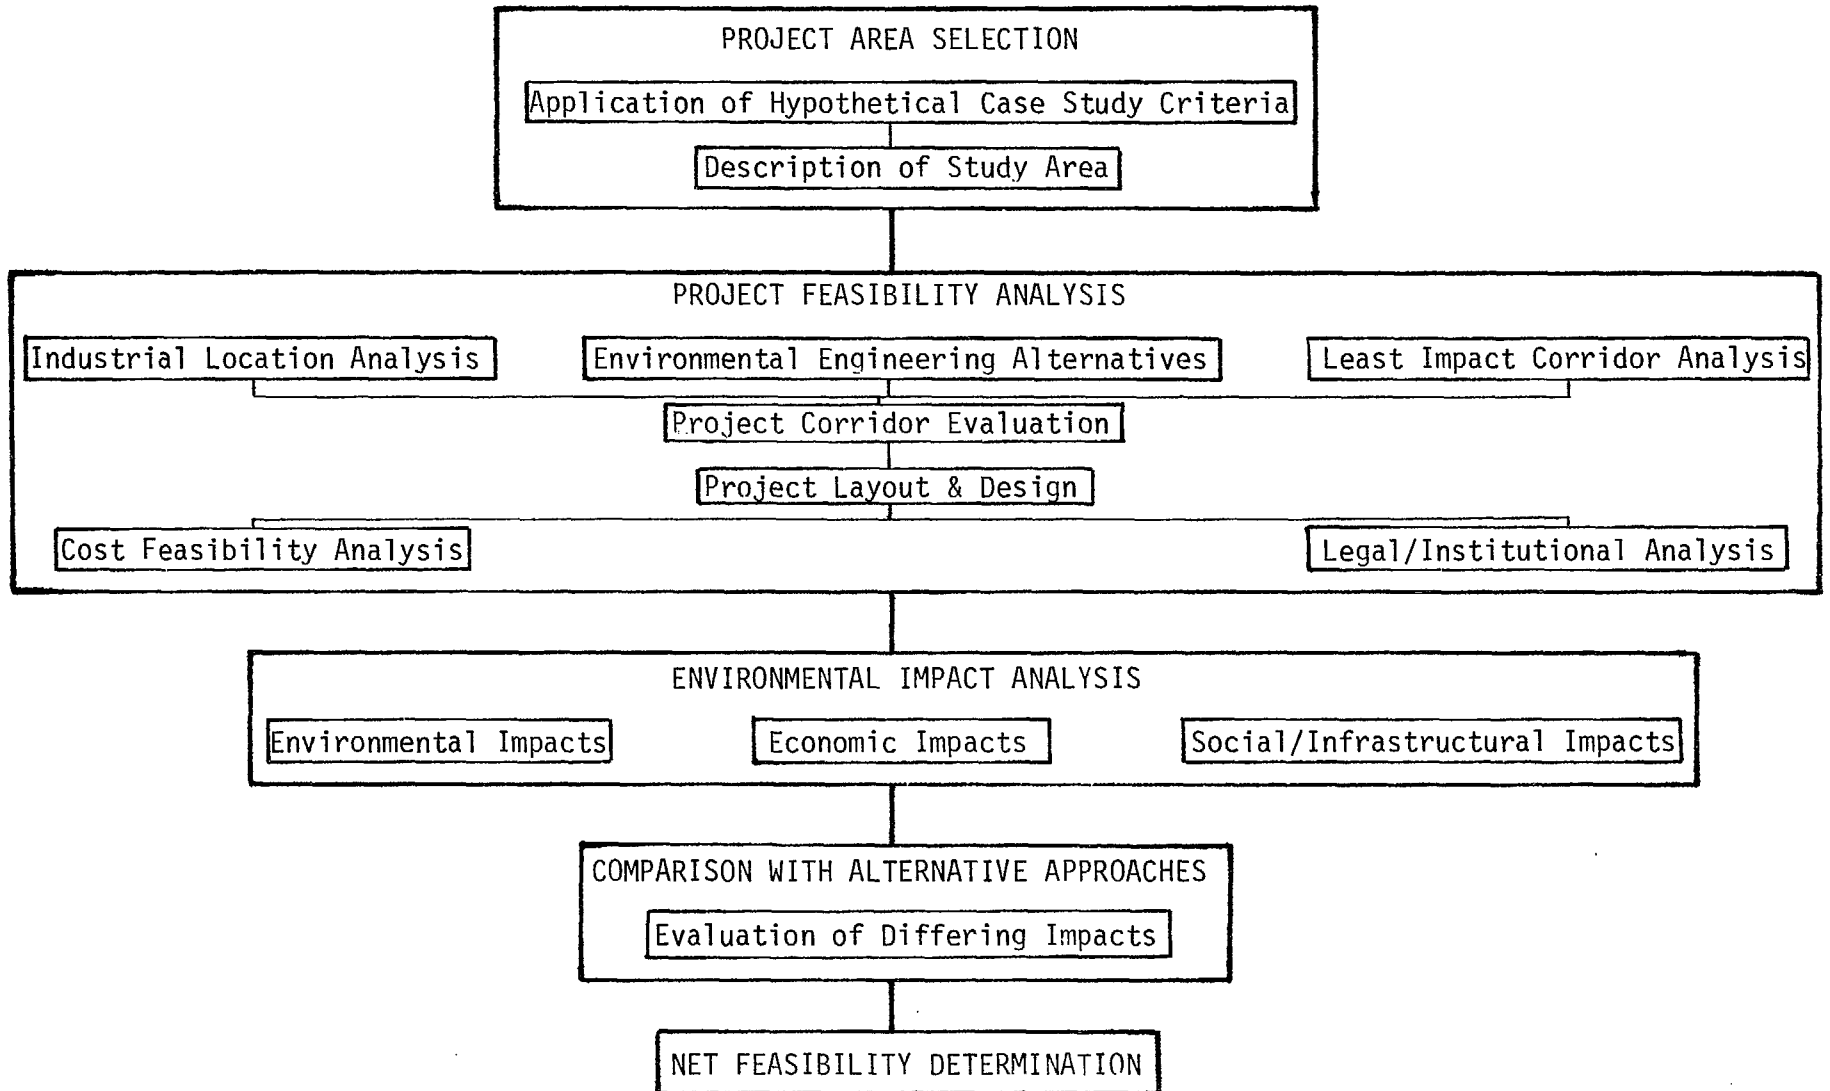 PROJECT AREA SELECTION
Application of Hypothetical Case Study Criteria
Description of Study Area
PROJECT FEASIBILITY ANALYSIS
Industrial Location Analysis
Environmental Engineering Alternatives
Least Impact Corridor Analysis
Project Corridor Evaluation
Project Layout & Design
Cost Feasibility Analysis
Legal/Institutional Analysis
ENVIRONMENTAL IMPACT ANALYSIS
Environmental Impacts
Economic Impacts
Social/Infrastructural Impacts
COMPARISON WITH ALTERNATIVE APPROACHES
Evaluation of Differing Impacts
NET FEASIBILITY DETERMINATION